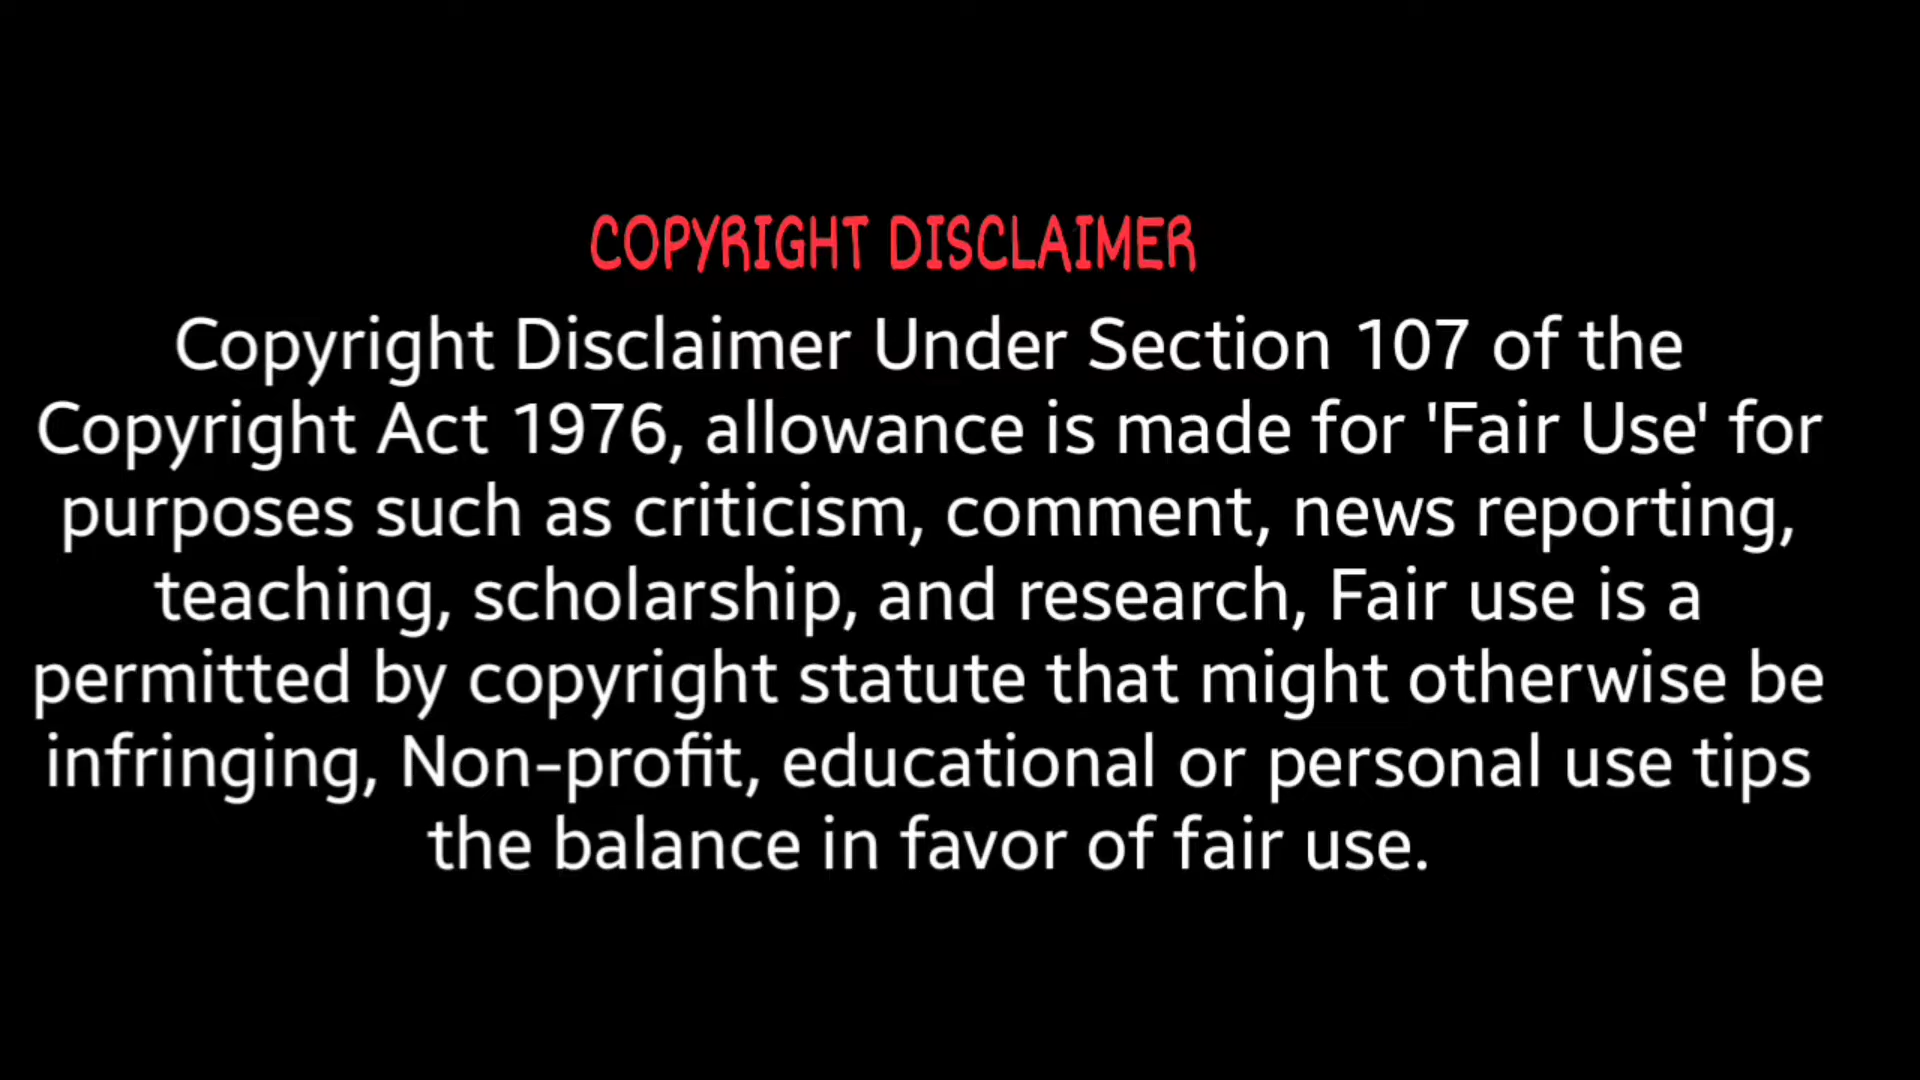 COPYRIGHT DISCLAIMER
Copyright Disclaimer Under Section 107 of the
Copyright Act 1976, allowance is made for 'Fair Use' for
purposes such as criticism, comment, news reporting,
teaching, scholarship, and research, Fair use is a
permitted by copyright statute that might otherwise be
infringing, Non-profit, educational or personal use tips
the balance in favor of fair use.